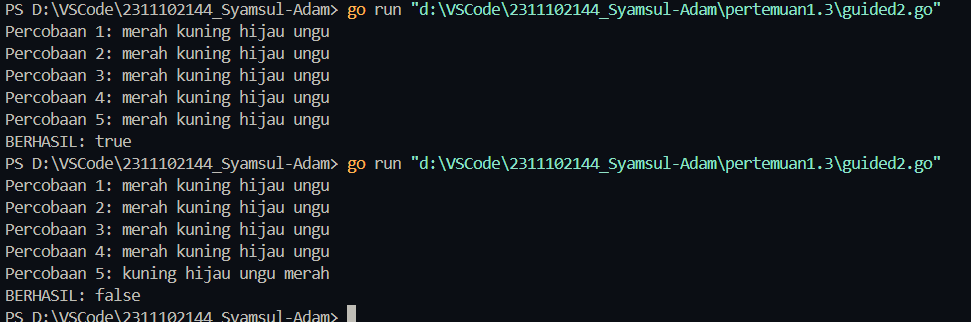 PS D:\VSCode\2311102144_Syamsul-Adam> go run "d:\VSCode\2311102144_Syamsul-Adam\pertemuan1.3\guided2.go"
Percobaan 1: merah kuning hijau ungu
Percobaan 2: merah kuning hijau ungu
Percobaan 3: merah kuning hijau ungu
Percobaan 4: merah kuning hijau ungu
Percobaan 5: merah kuning hijau ungu
BERHASIL: true
PS D:\VSCode\2311102144_Syamsul-Adam> go run "d:\VSCode\2311102144_Syamsul-Adam\pertemuan1.3\guided2.go"
Percobaan 1: merah kuning hijau ungu
Percobaan 2: merah kuning hijau ungu
Percobaan 3: merah kuning hijau ungu
Percobaan 4: merah kuning hijau ungu
Percobaan 5: kuning hijau ungu merah
BERHASIL: false
PS D:\VSCode\2311102144_Syamsul-Adam>